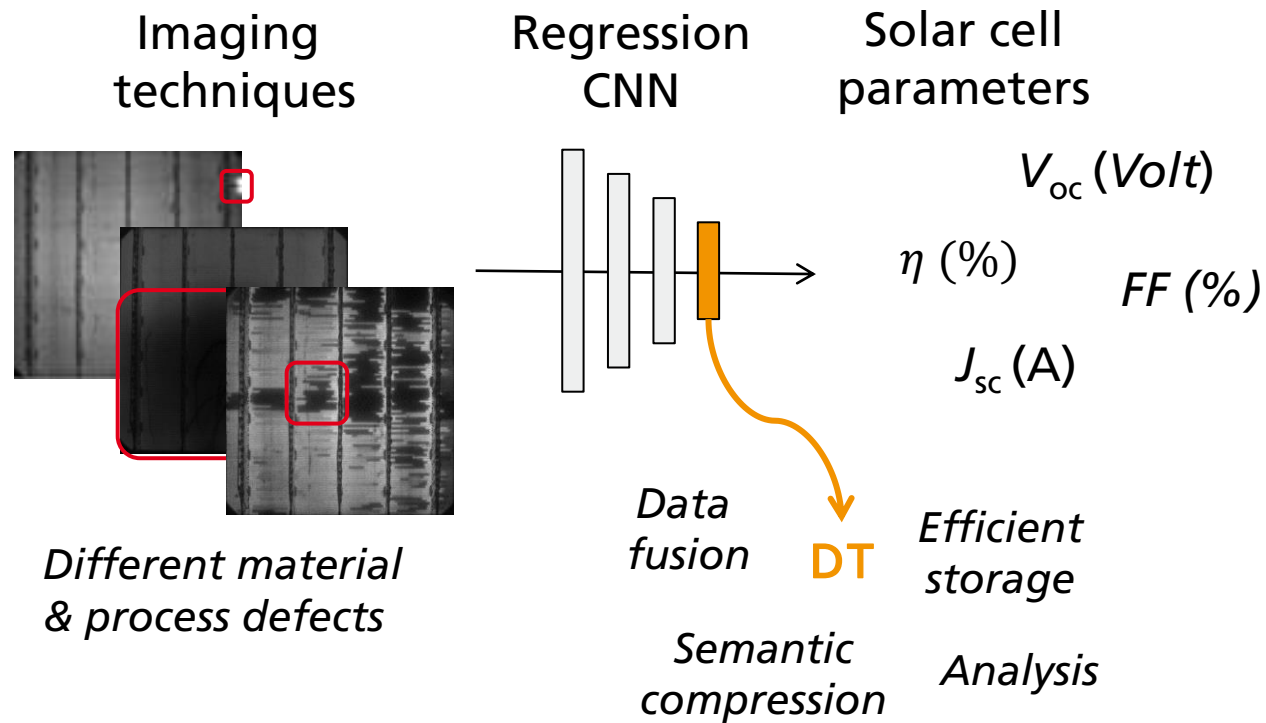 Imaging
techniques
Regression
CNN
Solar cell
parameters
V_oc (Volt)
η (%)
FF (%)
J_sc (A)
Different material
& process defects
Data
fusion
DT
Efficient
storage
Semantic
compression
Analysis